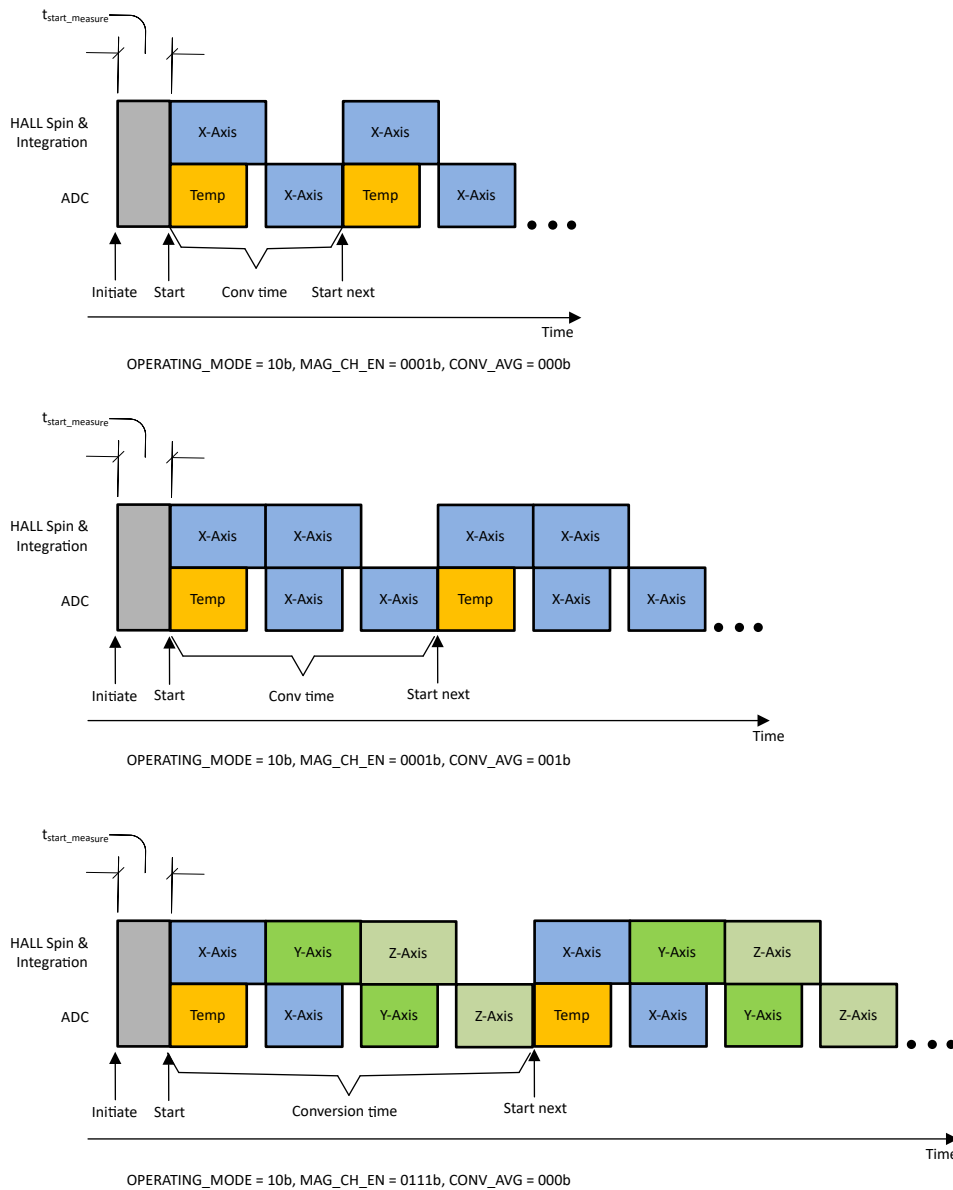 t_start_measure
HALL Spin &
Integration
X-Axis X-Axis
ADC
Temp X-Axis Temp X-Axis
Initiate Start Conv time Start next
Time
OPERATING_MODE = 10b, MAG_CH_EN = 0001b, CONV_AVG = 000b
t_start_measure
HALL Spin &
Integration
X-Axis X-Axis X-Axis X-Axis
ADC
Temp X-Axis X-Axis Temp X-Axis X-Axis
Initiate Start Conv time Start next
Time
OPERATING_MODE = 10b, MAG_CH_EN = 0001b, CONV_AVG = 001b
t_start_measure
HALL Spin &
Integration
X-Axis Y-Axis Z-Axis X-Axis Y-Axis Z-Axis
ADC
Temp X-Axis Y-Axis Z-Axis Temp X-Axis Y-Axis Z-Axis
Initiate Start Conversion time Start next
Time
OPERATING_MODE = 10b, MAG_CH_EN = 0111b, CONV_AVG = 000b